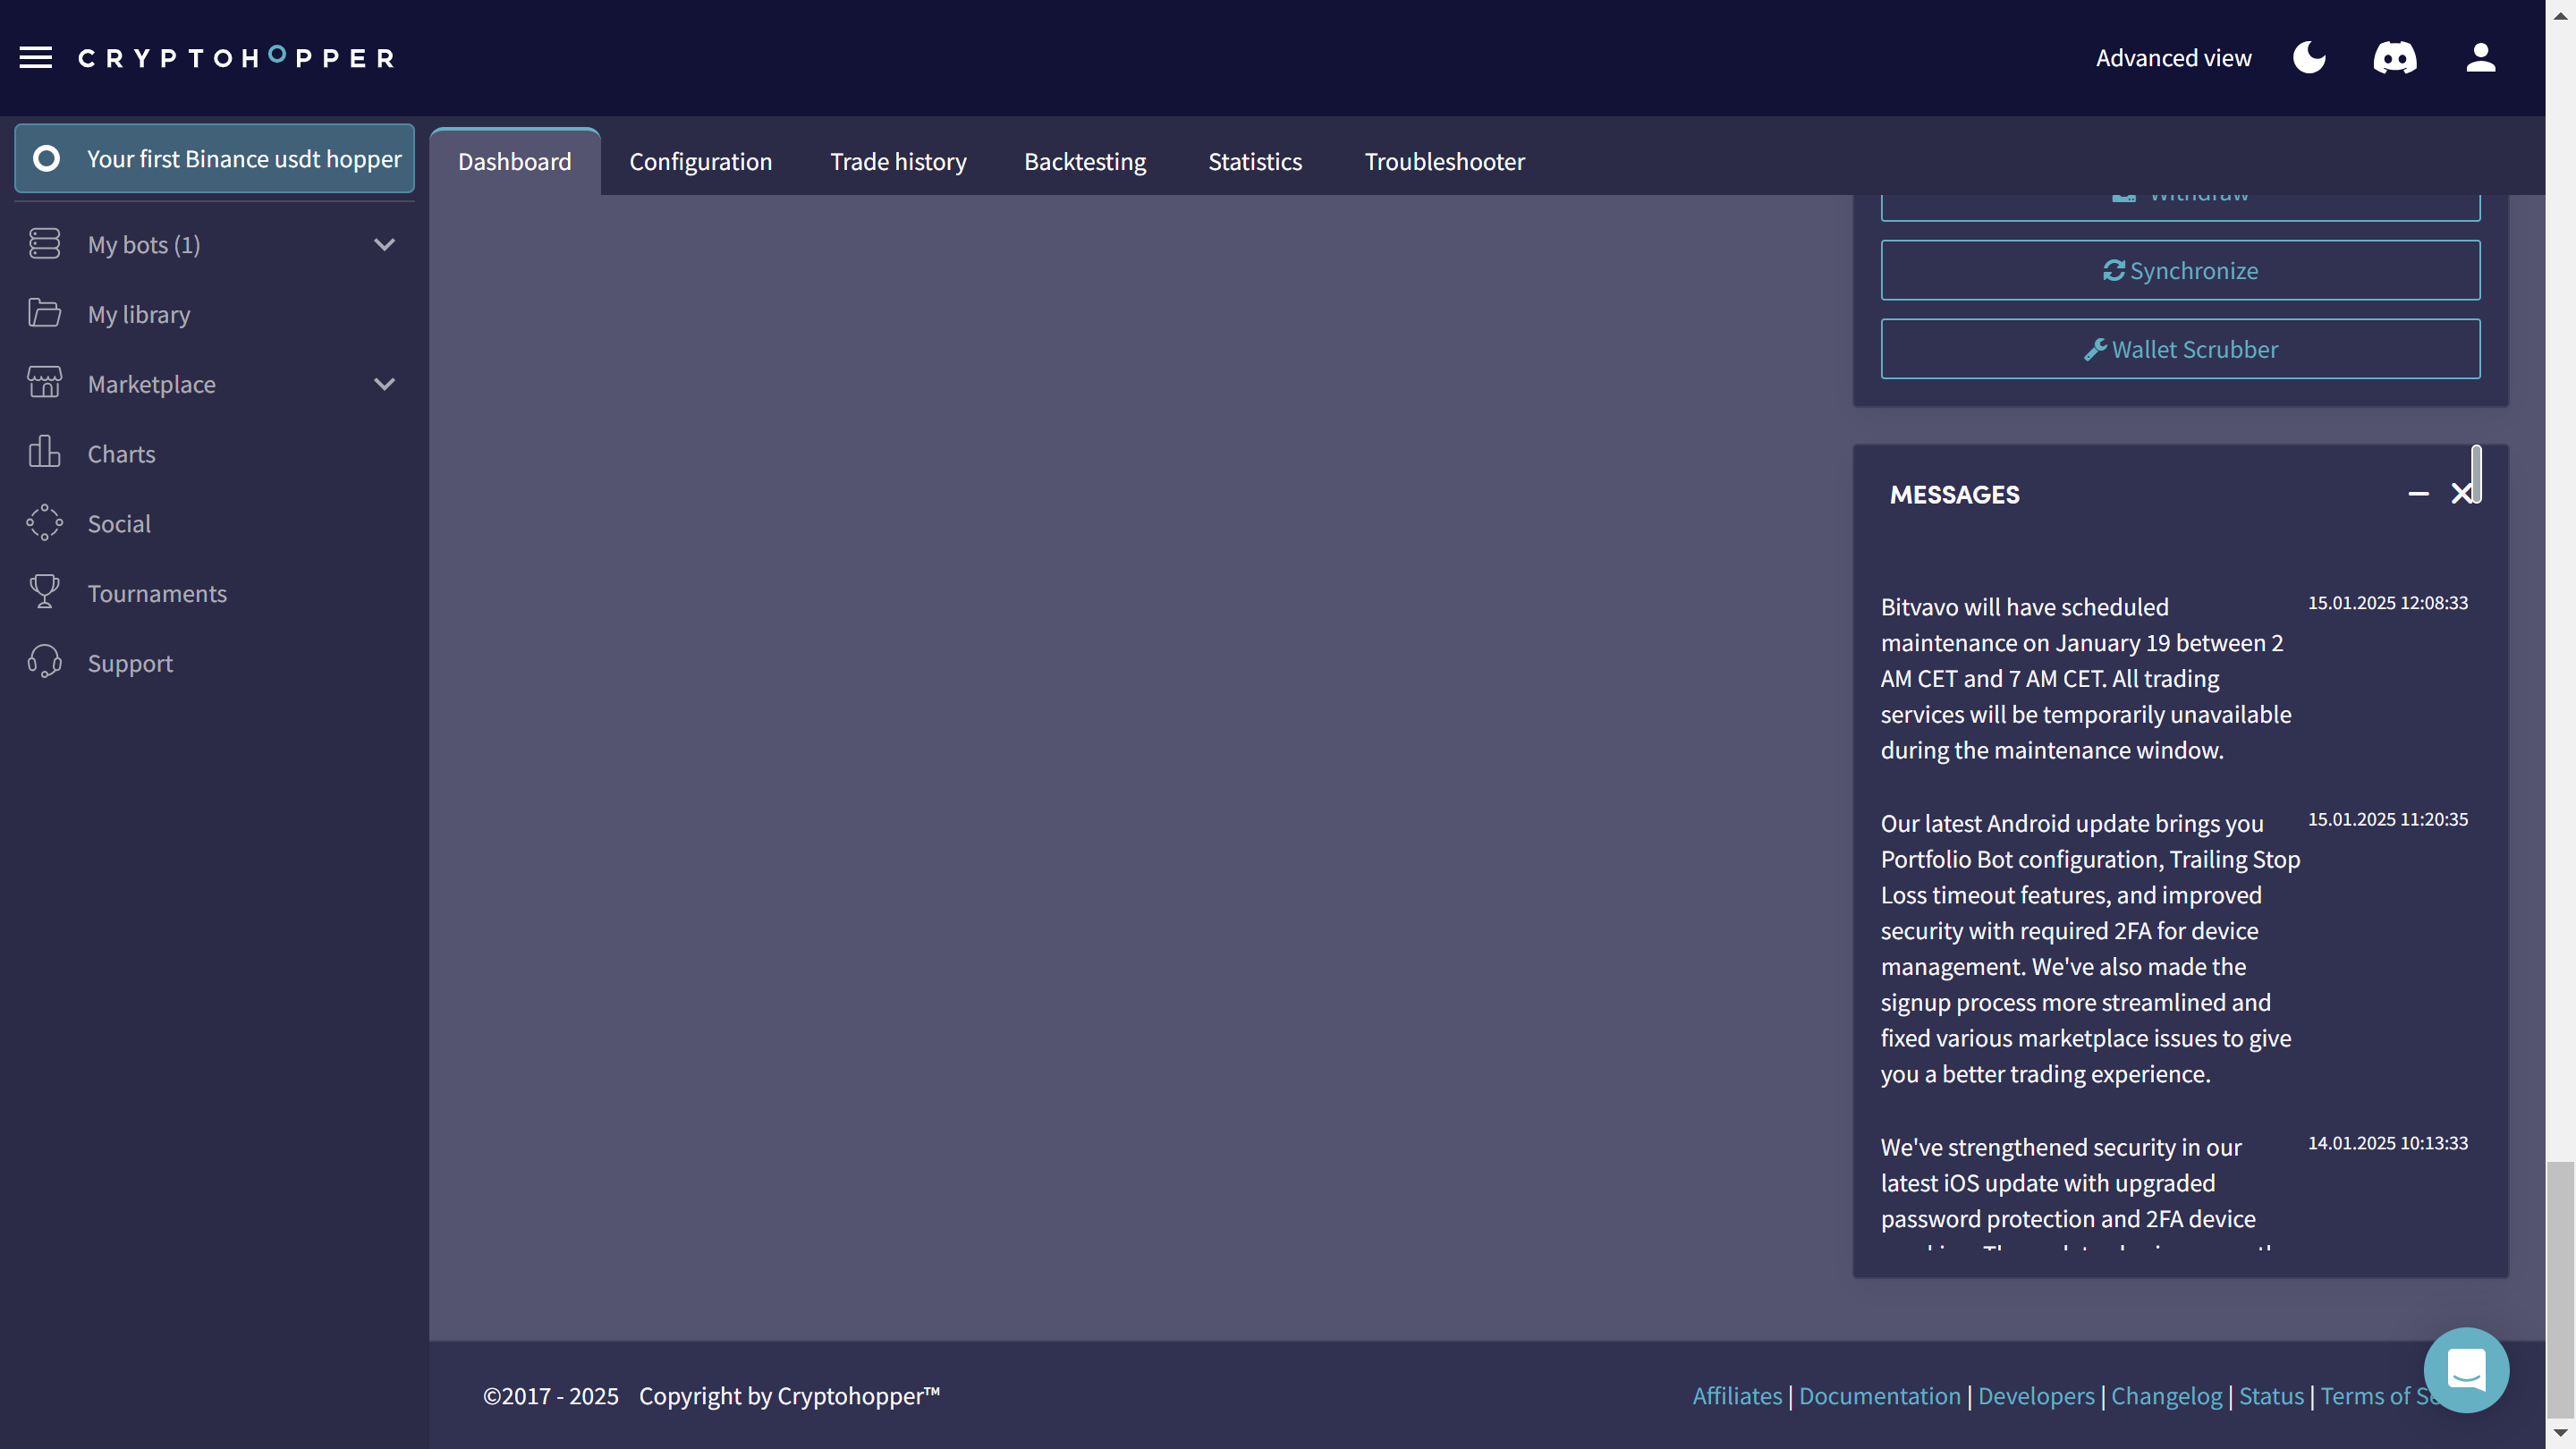 CRYPTOHOPPER
Advanced view
Your first Binance usdt hopper
Dashboard
Configuration
Trade history
Backtesting
Statistics
Troubleshooter
My bots (1)
My library
Marketplace
Charts
Social
Tournaments
Support
Withdraw
Synchronize
Wallet Scrubber
MESSAGES
Bitvavo will have scheduled 15.01.2025 12:08:33
maintenance on January 19 between 2
AM CET and 7 AM CET. All trading
services will be temporarily unavailable
during the maintenance window.
Our latest Android update brings you 15.01.2025 11:20:35
Portfolio Bot configuration, Trailing Stop
Loss timeout features, and improved
security with required 2FA for device
management. We've also made the
signup process more streamlined and
fixed various marketplace issues to give
you a better trading experience.
We've strengthened security in our 14.01.2025 10:13:33
latest iOS update with upgraded
password protection and 2FA device
©2017 - 2025 Copyright by Cryptohopper™
Affiliates | Documentation | Developers | Changelog | Status | Terms of